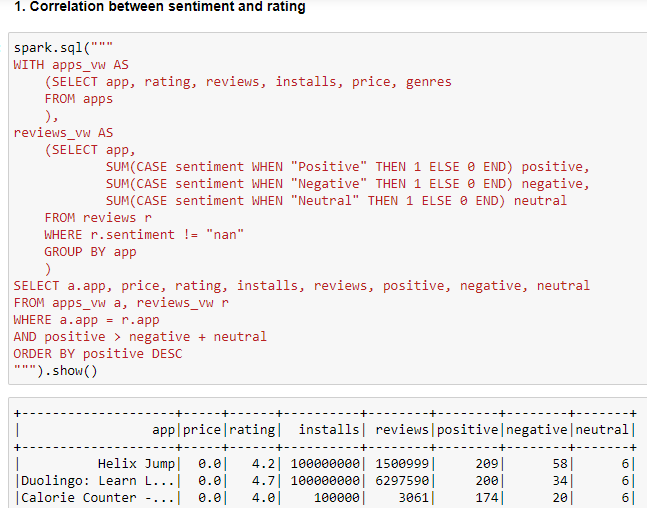 1. Correlation between sentiment and rating
spark.sql("""
WITH apps_vw AS
    (SELECT app, rating, reviews, installs, price, genres
    FROM apps
    ),
reviews_vw AS
    (SELECT app,
            SUM(CASE sentiment WHEN "Positive" THEN 1 ELSE 0 END) positive,
            SUM(CASE sentiment WHEN "Negative" THEN 1 ELSE 0 END) negative,
            SUM(CASE sentiment WHEN "Neutral" THEN 1 ELSE 0 END) neutral
    FROM reviews r
    WHERE r.sentiment != "nan"
    GROUP BY app
    )
SELECT a.app, price, rating, installs, reviews, positive, negative, neutral
FROM apps_vw a, reviews_vw r
WHERE a.app = r.app
AND positive > negative + neutral
ORDER BY positive DESC
""").show()
+--------------------+-----+------+---------+-------+--------+--------+-------+
|                 app|price|rating| installs|reviews|positive|negative|neutral|
+--------------------+-----+------+---------+-------+--------+--------+-------+
|          Helix Jump|  0.0|   4.2|100000000|1500999|     209|      58|      6|
|Duolingo: Learn L...|  0.0|   4.7|100000000|6297590|     200|      34|      6|
|Calorie Counter -...|  0.0|   4.0|   100000|   3061|     174|      20|      6|